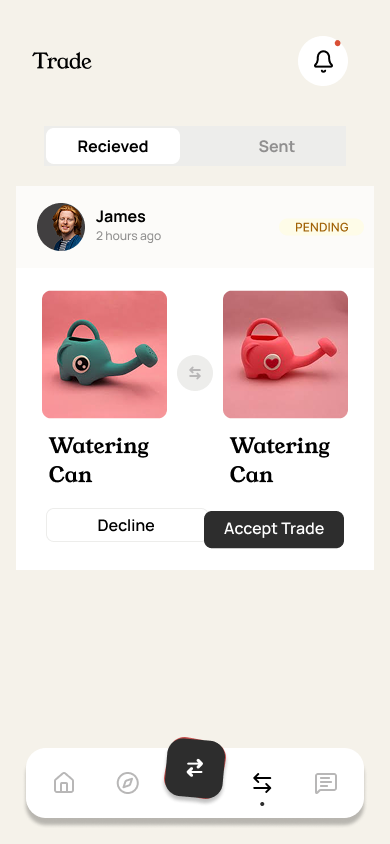 Trade
Recieved
Sent
James
2 hours ago
PENDING
Watering
Can
Watering
Can
Decline
Accept Trade